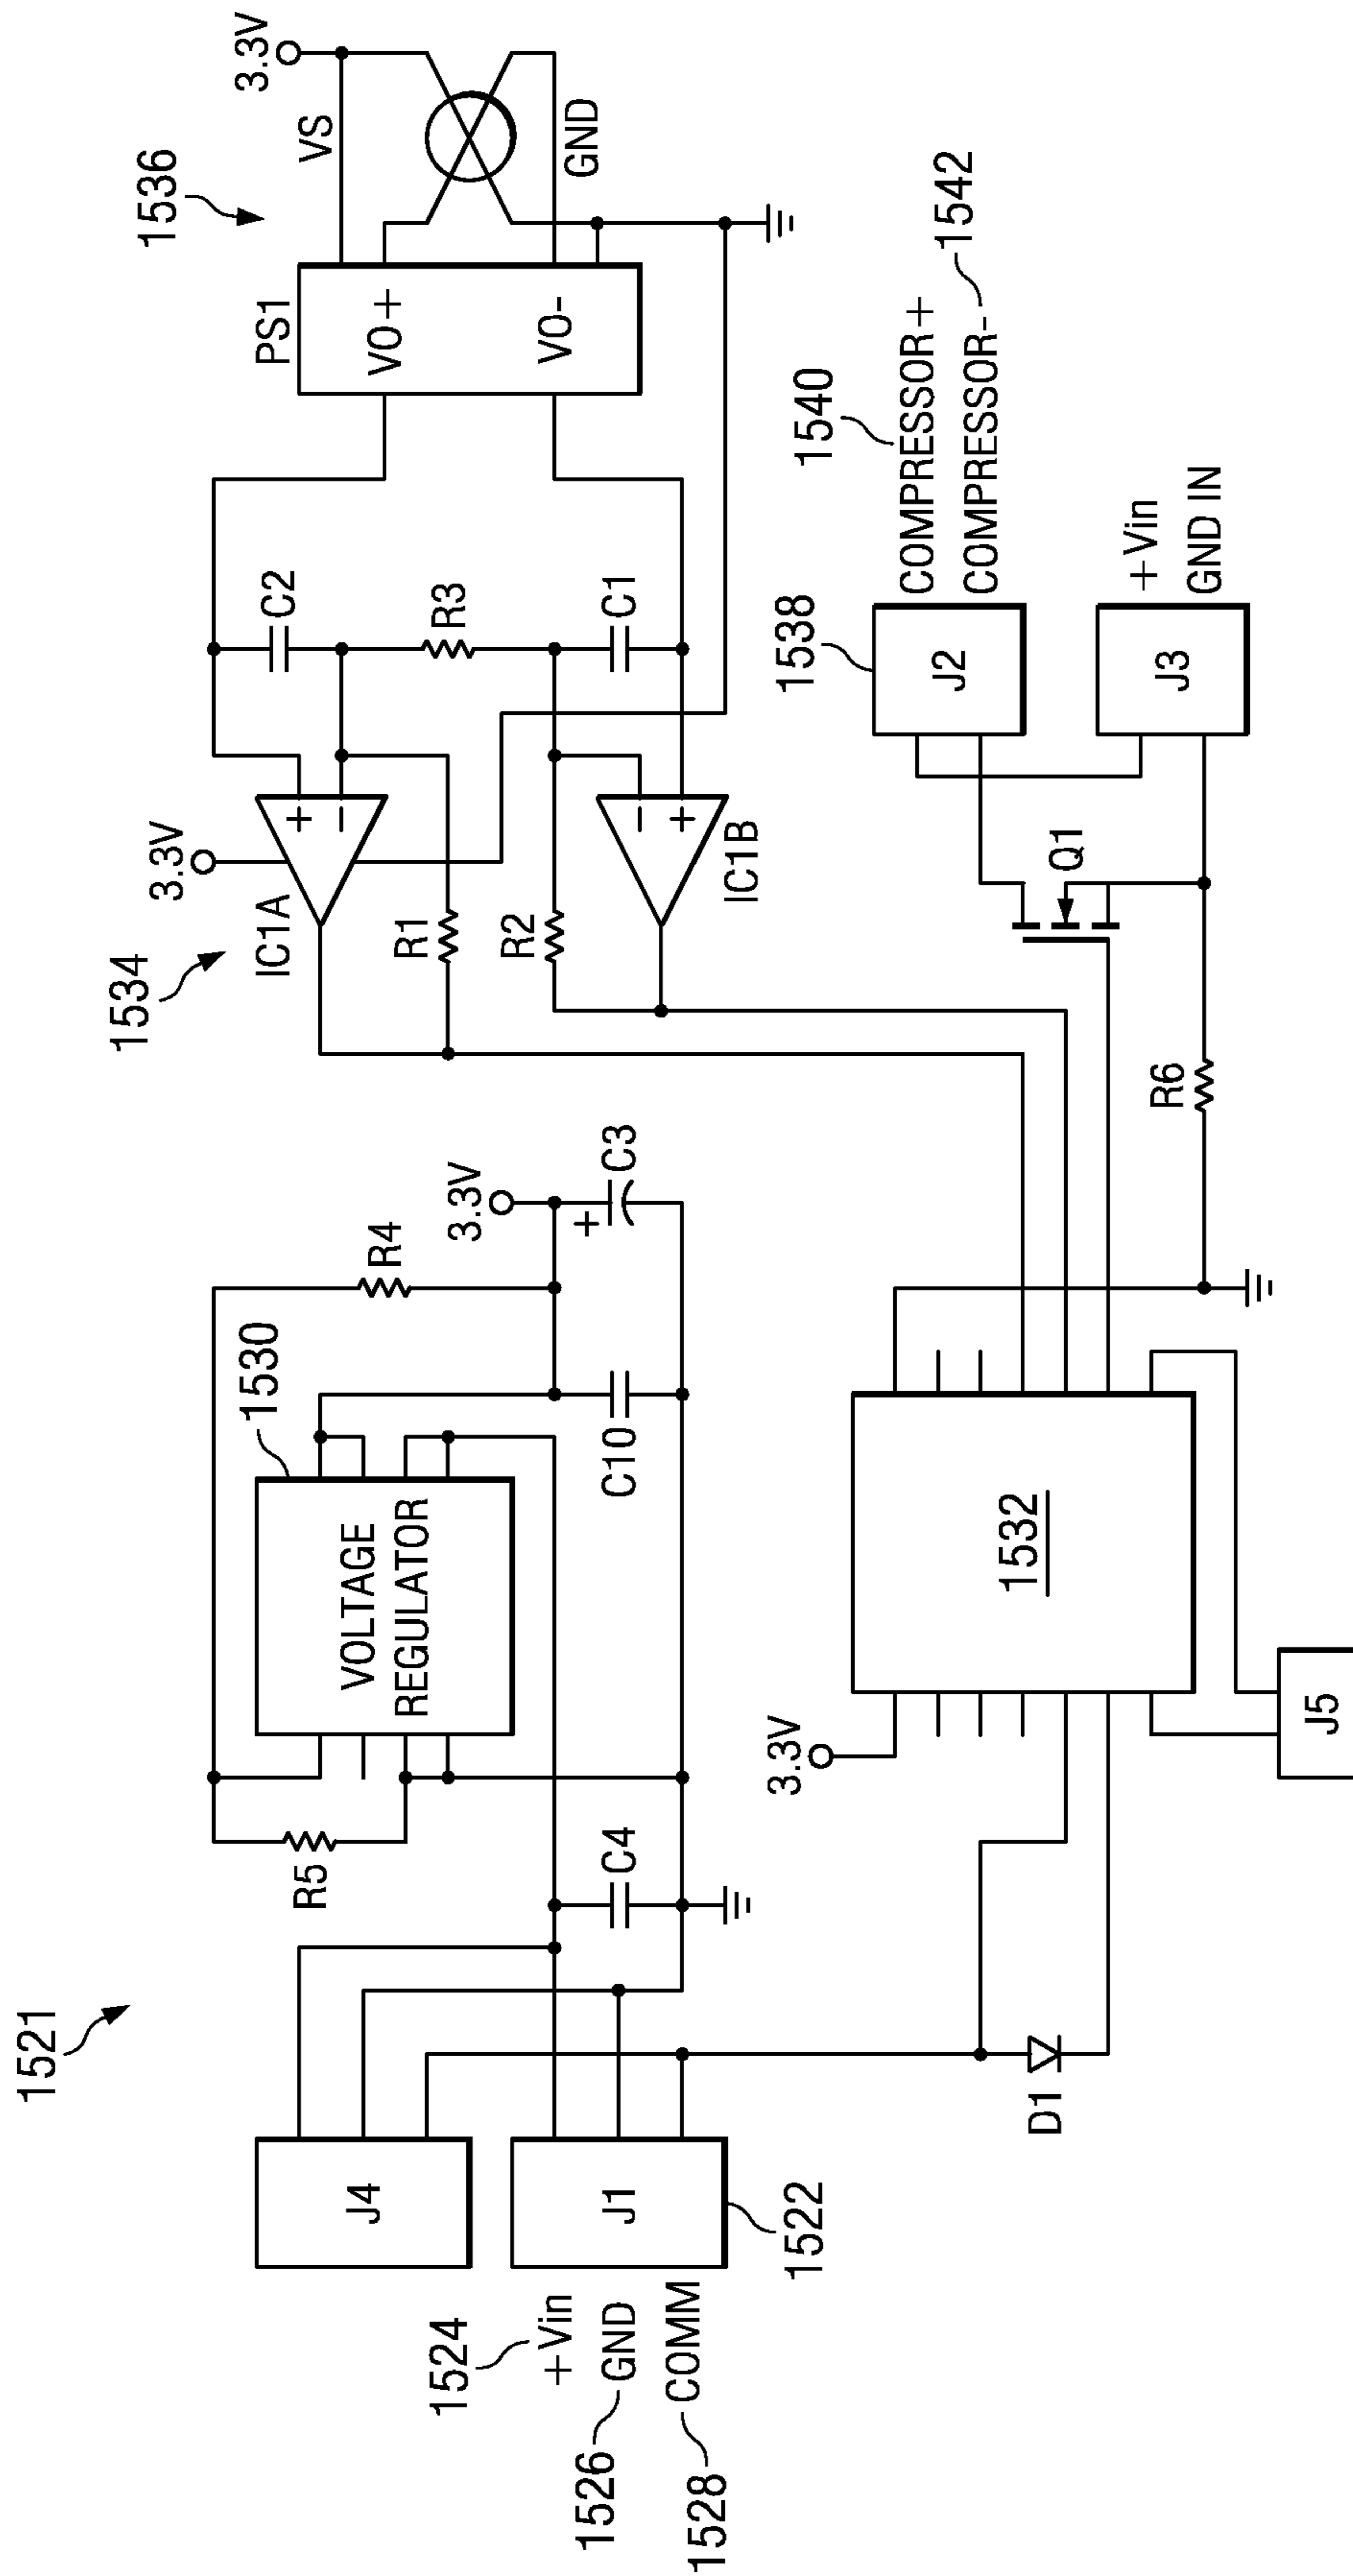 1521
1524
+Vin
1526
GND
1528
COMM
J4
J1
1522
R5
C4
VOLTAGE
REGULATOR
1530
R4
C10
3.3V
+
C3
D1
3.3V
1532
J5
1534
3.3V
IC1A
+
−
R1
R2
−
+
IC1B
C2
R3
C1
1536
PS1
VO+
VO-
VS
3.3V
GND
R6
Q1
1538
J2
1540
COMPRESSOR+
COMPRESSOR-
1542
J3
+Vin
GND IN